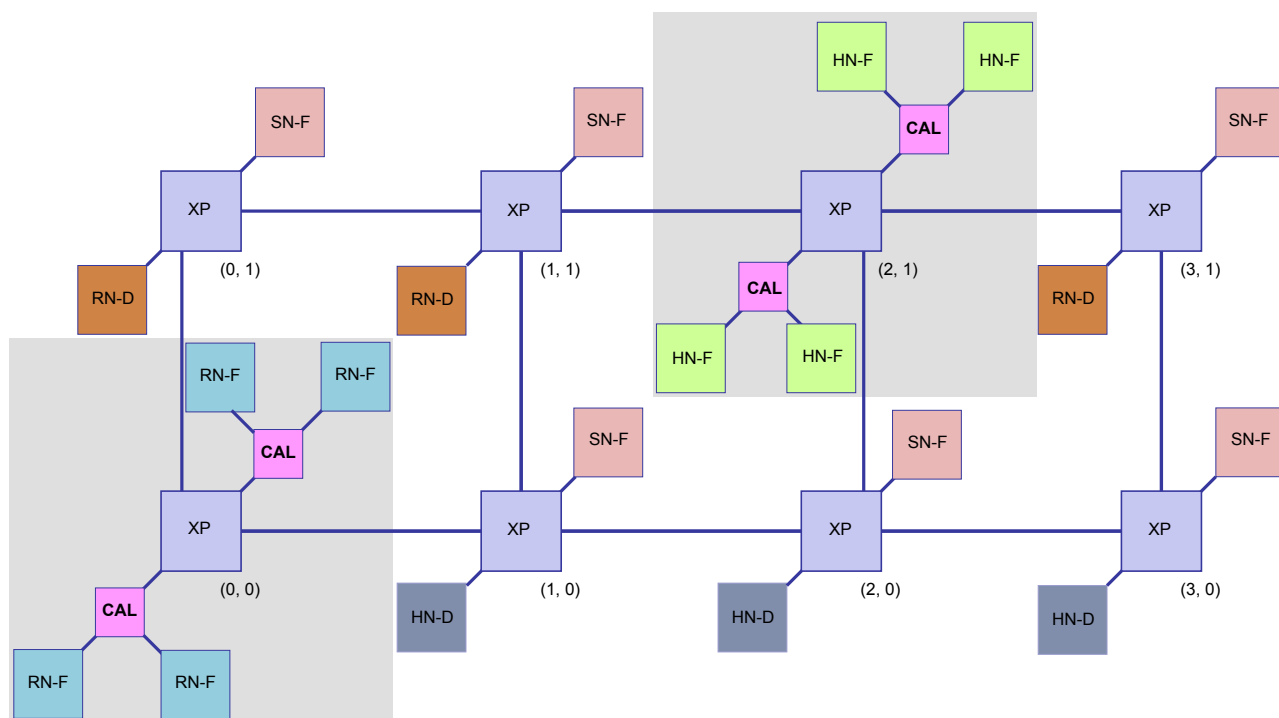 HN-F
HN-F
SN-F
SN-F
CAL
SN-F
XP
XP
XP
XP
(0, 1)
(1, 1)
(2, 1)
(3, 1)
RN-D
RN-D
CAL
RN-D
HN-F
HN-F
RN-F
RN-F
SN-F
SN-F
SN-F
CAL
XP
XP
XP
XP
(0, 0)
(1, 0)
(2, 0)
(3, 0)
CAL
HN-D
HN-D
HN-D
RN-F
RN-F